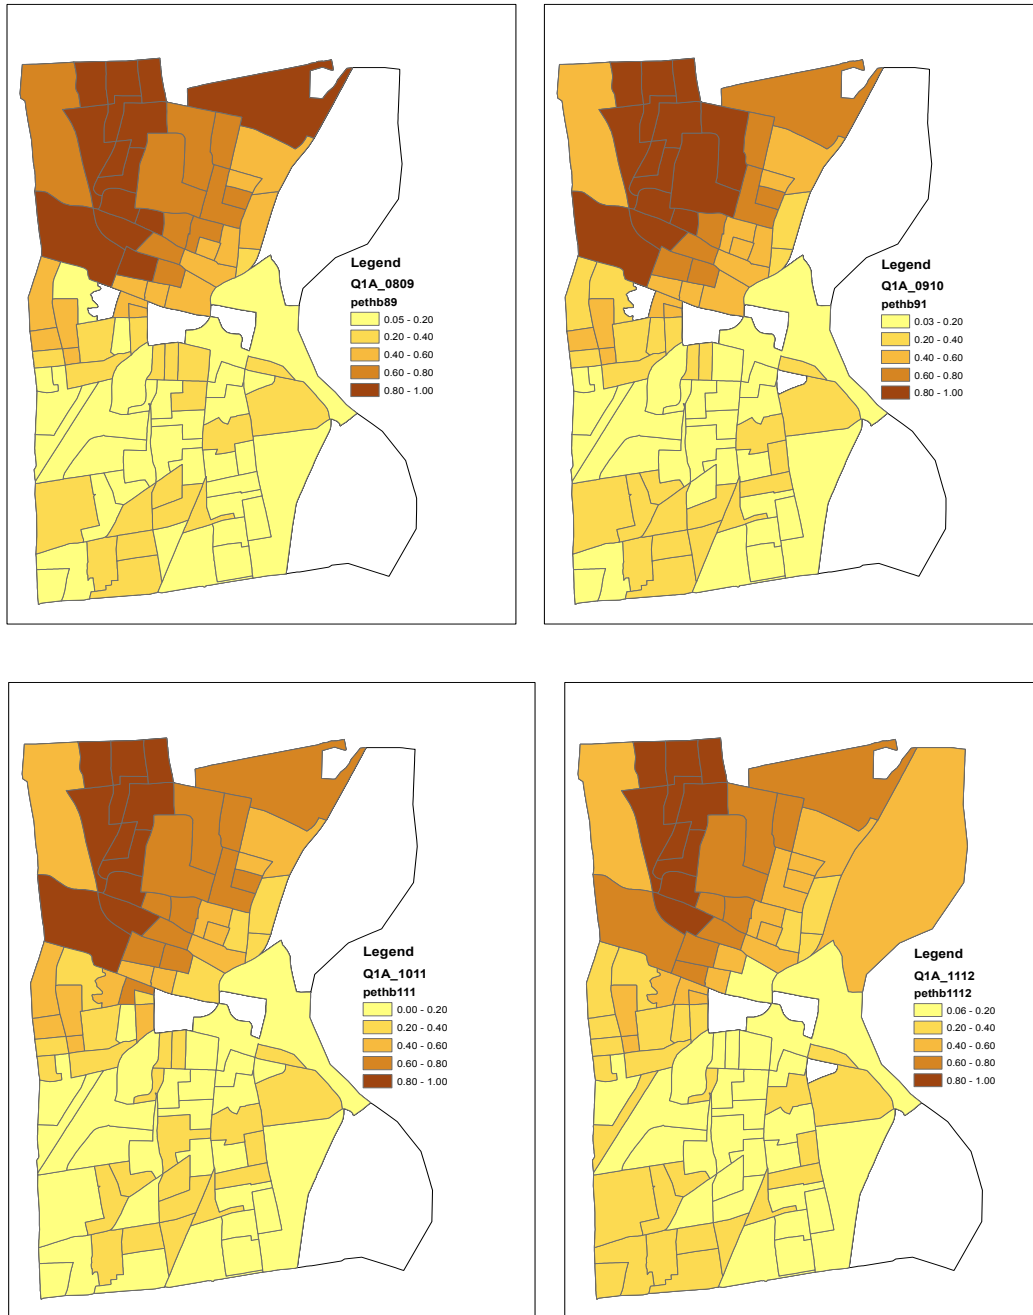 Legend
Q1A_0809
pethb89
0.05 - 0.20
0.20 - 0.40
0.40 - 0.60
0.60 - 0.80
0.80 - 1.00
Legend
Q1A_0910
pethb91
0.03 - 0.20
0.20 - 0.40
0.40 - 0.60
0.60 - 0.80
0.80 - 1.00
Legend
Q1A_1011
pethb111
0.00 - 0.20
0.20 - 0.40
0.40 - 0.60
0.60 - 0.80
0.80 - 1.00
Legend
Q1A_1112
pethb1112
0.06 - 0.20
0.20 - 0.40
0.40 - 0.60
0.60 - 0.80
0.80 - 1.00